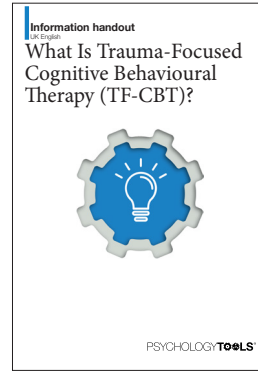 Information handout
UK English
What Is Trauma-Focused
Cognitive Behavioural
Therapy (TF-CBT)?
PSYCHOLOGYTOOLS®